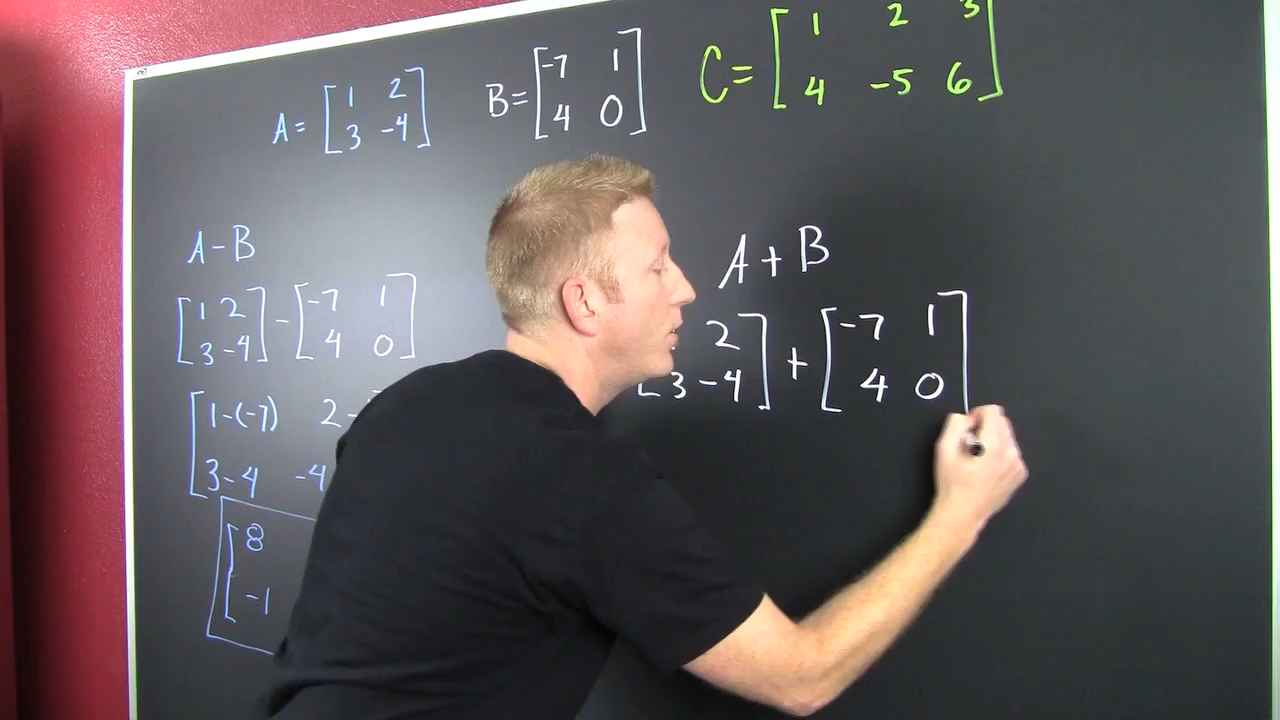 A = [1 2
3 -4]
B = [-7 1
4 0]
C = [1 2 3
4 -5 6]
A - B
[1 2
3 -4] - [-7 1
4 0]
[1-(-7) 2-
3-4 -4
[8
-1
A + B
2
3 -4] + [-7 1
4 0]